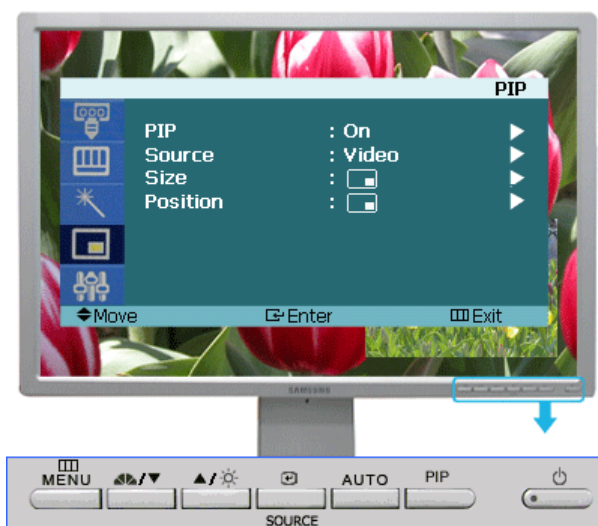 PIP
PIP : On
Source : Video
Size :
Position :
Move Enter Exit
SAMSUNG
MENU / / AUTO PIP
SOURCE